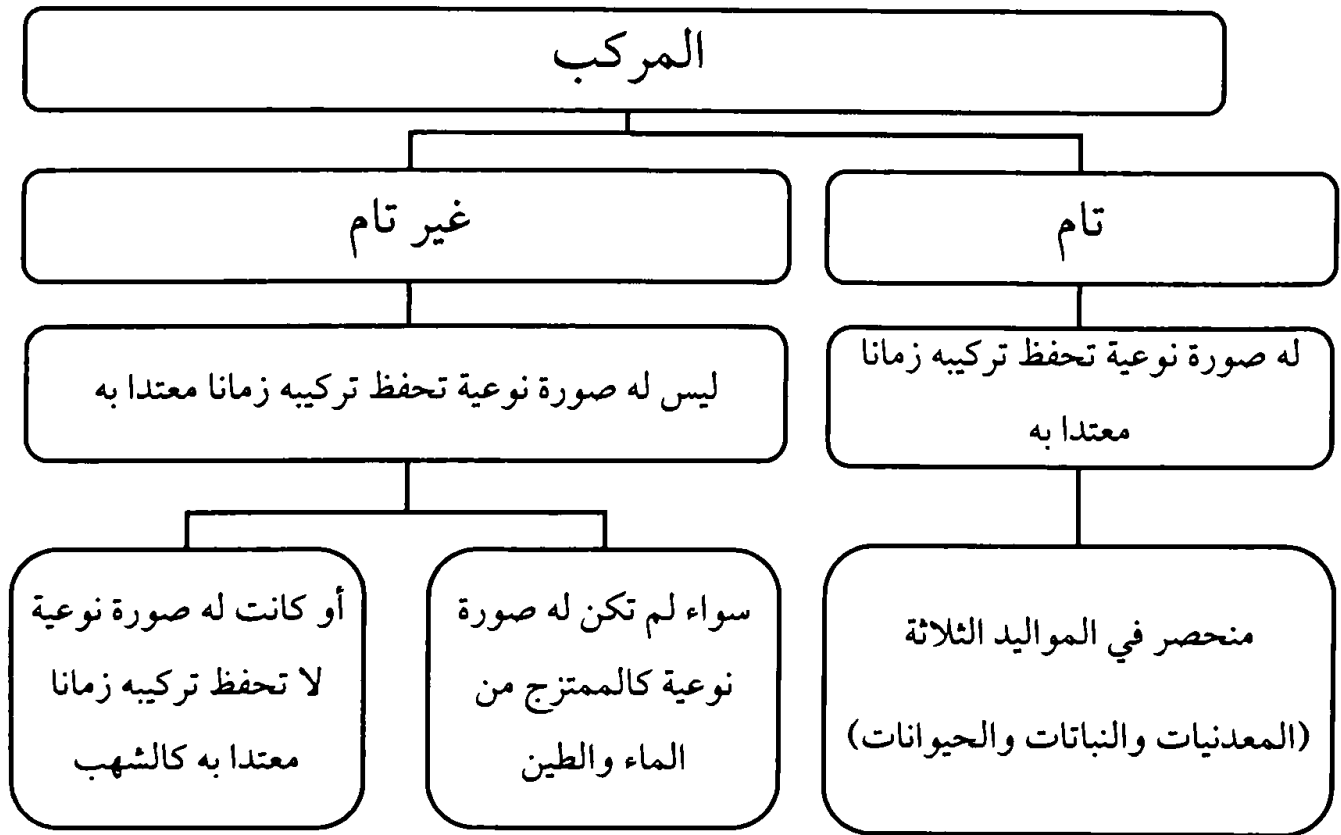 المركب
تام
غير تام
له صورة نوعية تحفظ تركيبه زمانا
معتدا به
ليس له صورة نوعية تحفظ تركيبه زمانا معتدا به
منحصر في المواليد الثلاثة
(المعدنيات والنباتات والحيوانات)
سواء لم تكن له صورة
نوعية كالممتزج من
الماء والطين
أو كانت له صورة نوعية
لا تحفظ تركيبه زمانا
معتدا به كالشهب